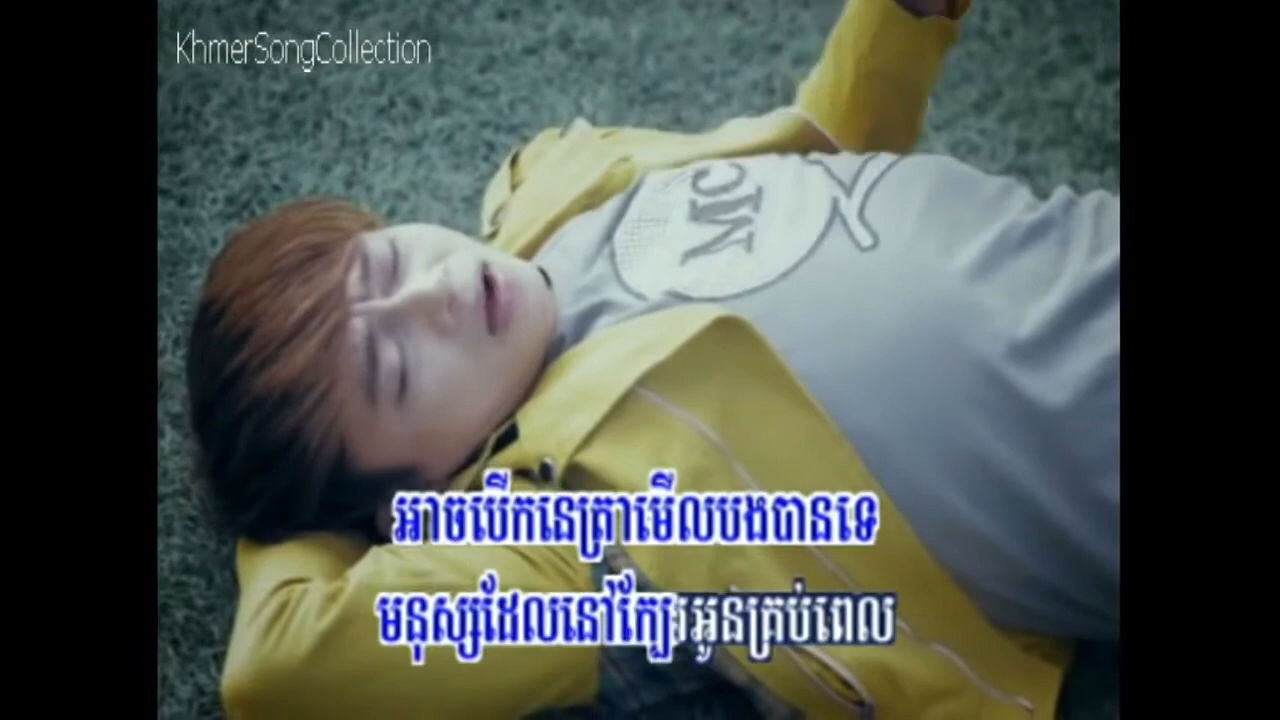 KhmerSongCollection
MC
អាចបើកនេត្រាមើលបងបានទេ
មនុស្សដែលនៅក្បែរអូនគ្រប់ពេល